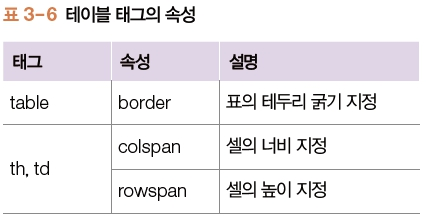 표 3-6 테이블 태그의 속성
태그 속성 설명
table border 표의 테두리 굵기 지정
th, td colspan 셀의 너비 지정
rowspan 셀의 높이 지정